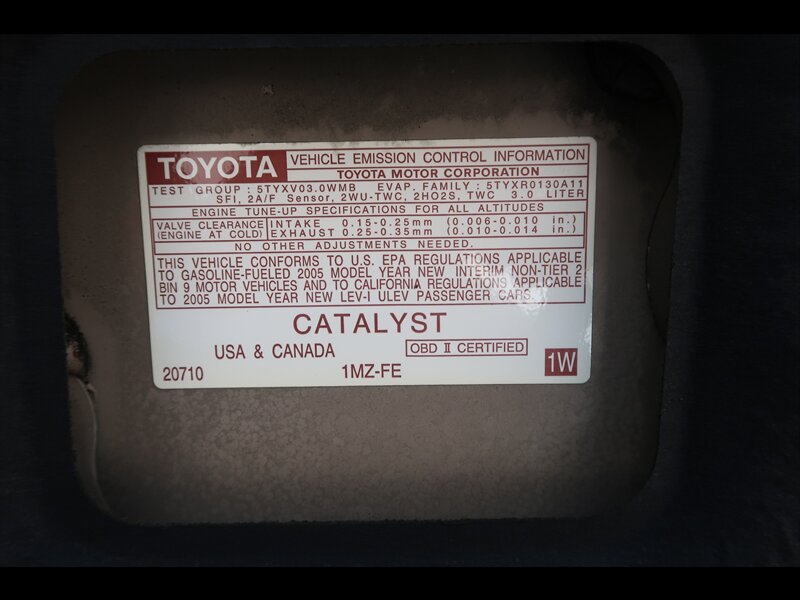 TOYOTA VEHICLE EMISSION CONTROL INFORMATION
TOYOTA MOTOR CORPORATION
TEST GROUP : 5TYXV03.0WMB EVAP. FAMILY : 5TYXR0130A11
SFI, 2A/F Sensor, 2WU-TWC, 2HO2S, TWC 3.0 LITER
ENGINE TUNE-UP SPECIFICATIONS FOR ALL ALTITUDES
VALVE CLEARANCE INTAKE 0.15-0.25mm (0.006-0.010 in.)
(ENGINE AT COLD) EXHAUST 0.25-0.35mm (0.010-0.014 in.)
NO OTHER ADJUSTMENTS NEEDED.
THIS VEHICLE CONFORMS TO U.S. EPA REGULATIONS APPLICABLE
TO GASOLINE-FUELED 2005 MODEL YEAR NEW INTERIM NON-TIER 2
BIN 9 MOTOR VEHICLES AND TO CALIFORNIA REGULATIONS APPLICABLE
TO 2005 MODEL YEAR NEW LEV-I ULEV PASSENGER CARS.
CATALYST
USA & CANADA OBD II CERTIFIED
20710 1MZ-FE 1W